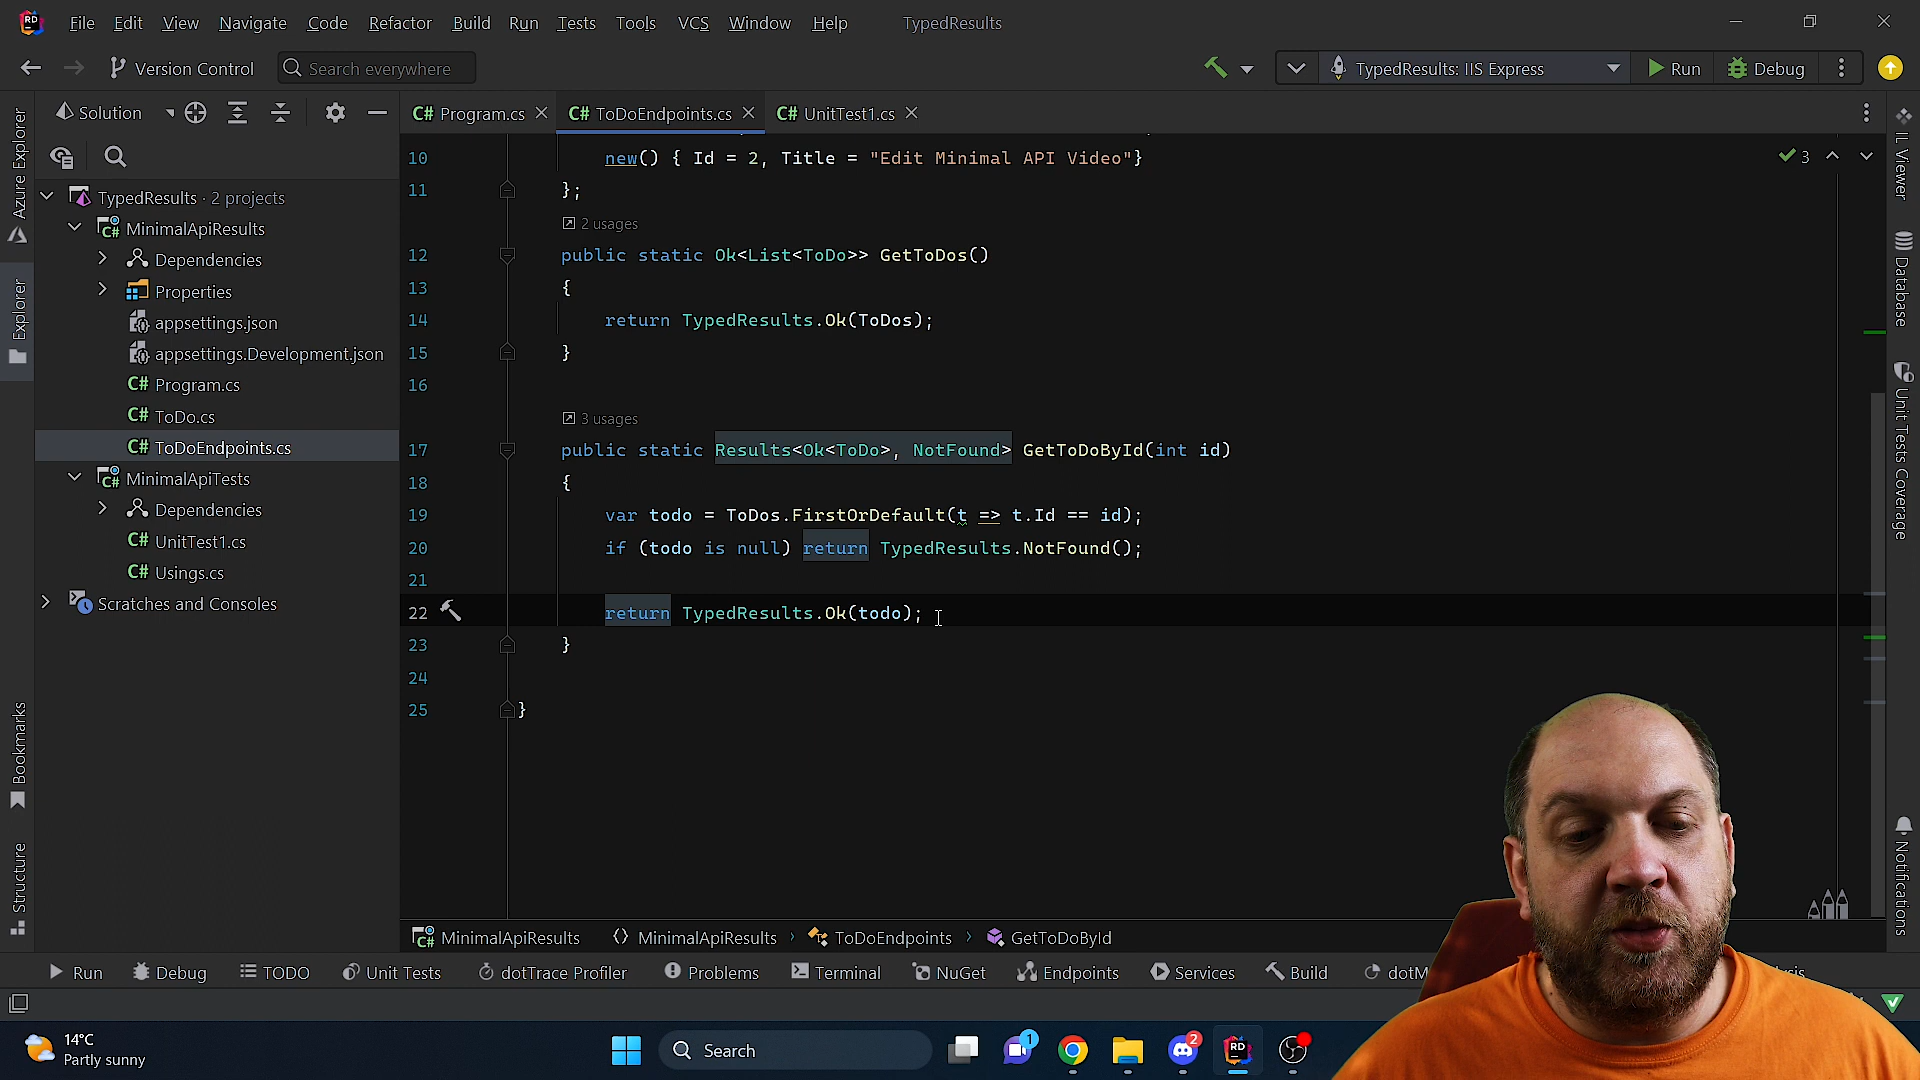 RD File Edit View Navigate Code Refactor Build Run Tests Tools VCS Window Help TypedResults
Version Control Search everywhere TypedResults: IIS Express Run Debug
Azure Explorer
Explorer
Bookmarks
Structure
Solution
TypedResults · 2 projects
MinimalApiResults
Dependencies
Properties
appsettings.json
appsettings.Development.json
C# Program.cs
C# ToDo.cs
C# ToDoEndpoints.cs
MinimalApiTests
Dependencies
C# UnitTest1.cs
C# Usings.cs
Scratches and Consoles
C# Program.cs C# ToDoEndpoints.cs C# UnitTest1.cs
3
10 new() { Id = 2, Title = "Edit Minimal API Video"}
11 };
2 usages
12 public static Ok<List<ToDo>> GetToDos()
13 {
14 return TypedResults.Ok(ToDos);
15 }
16
3 usages
17 public static Results<Ok<ToDo>, NotFound> GetToDoById(int id)
18 {
19 var todo = ToDos.FirstOrDefault(t => t.Id == id);
20 if (todo is null) return TypedResults.NotFound();
21
22 return TypedResults.Ok(todo);
23 }
24
25 }
IL Viewer
Database
Unit Tests Coverage
Notifications
MinimalApiResults MinimalApiResults ToDoEndpoints GetToDoById
Run Debug TODO Unit Tests dotTrace Profiler Problems Terminal NuGet Endpoints Services Build
14°C
Partly sunny
Search
1
2
RD